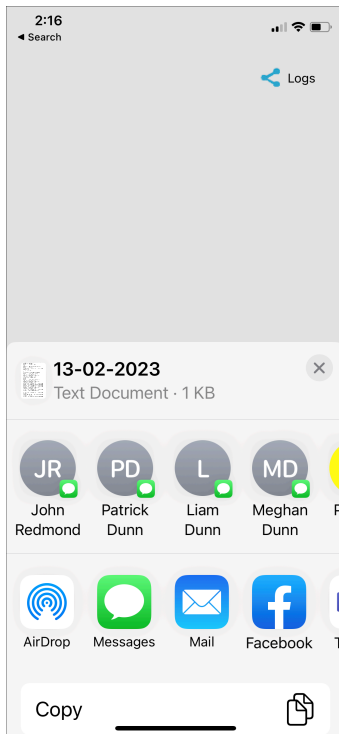 2:16
◀ Search
Logs
13-02-2023
Text Document · 1 KB
JR
PD
L
MD
John
Redmond
Patrick
Dunn
Liam
Dunn
Meghan
Dunn
AirDrop
Messages
Mail
Facebook
Copy